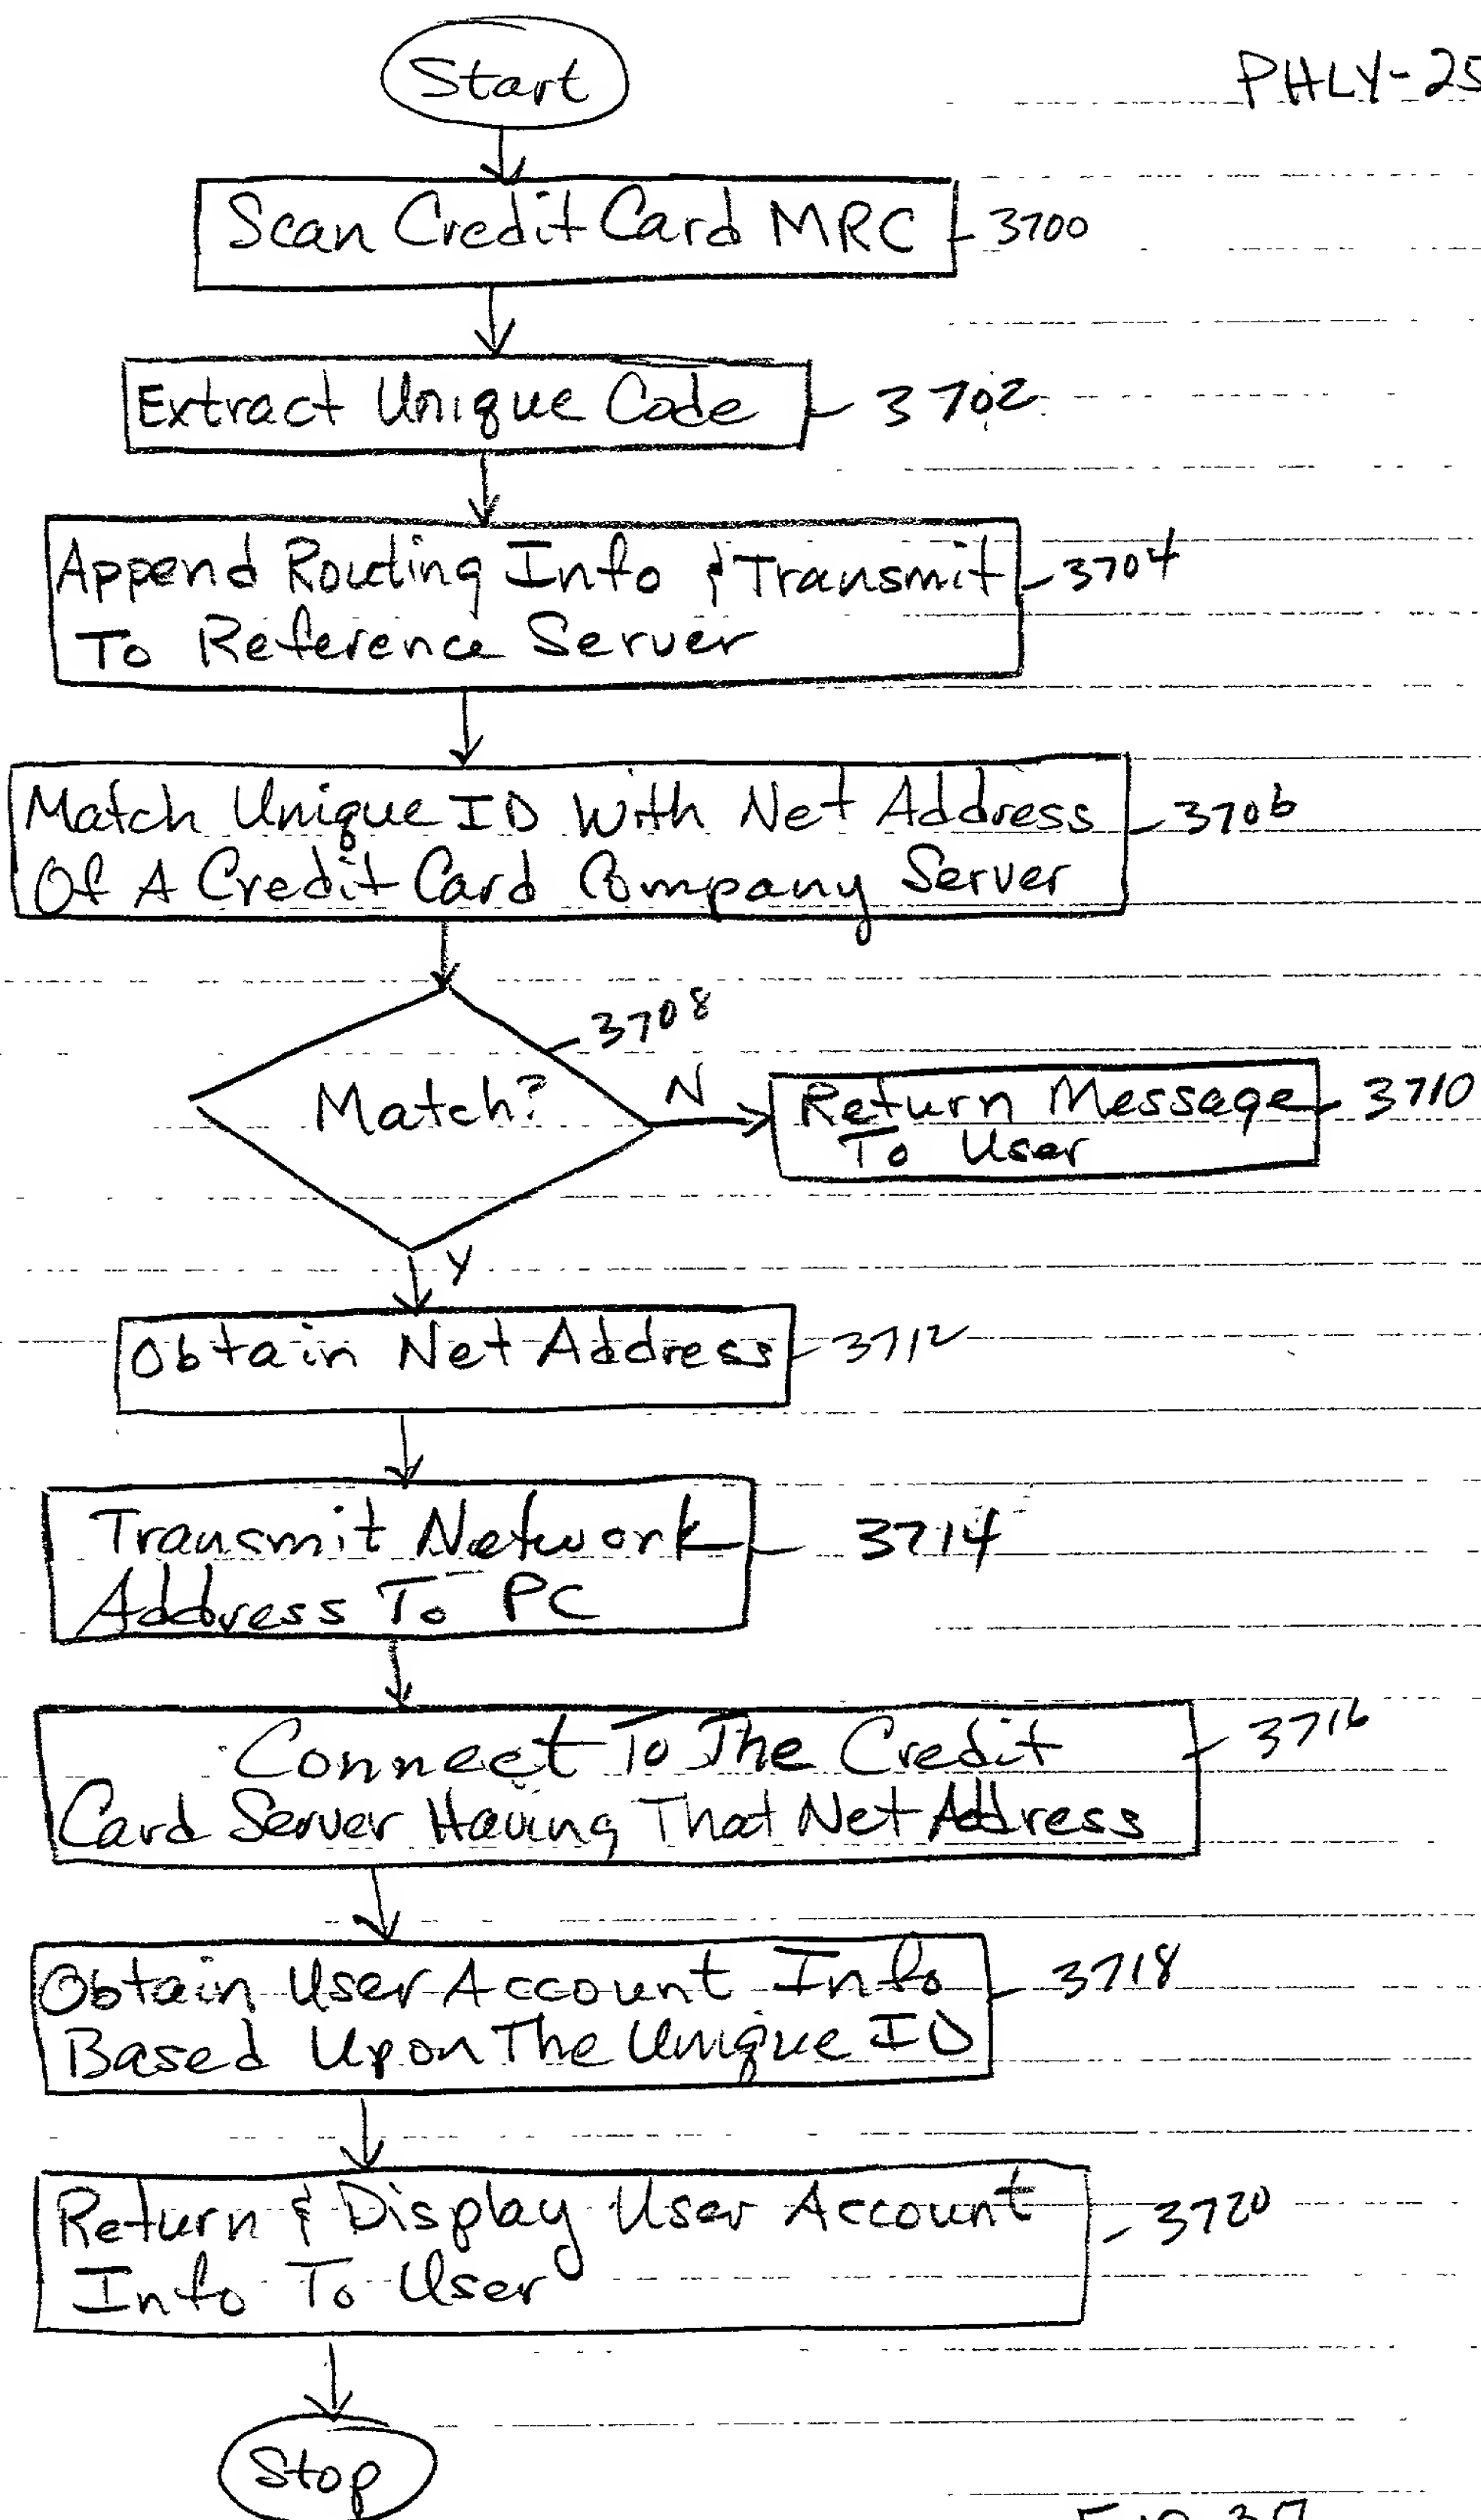 Start
PHLY-25
Scan Credit Card MRC
3700
Extract Unique Code
3702
Append Routing Info & Transmit
To Reference Server
3704
Match Unique ID With Net Address
Of A Credit Card Company Server
3706
3708
Match?
N
Return Message
To User
3710
Y
Obtain Net Address
3712
Transmit Network
Address To PC
3714
Connect To The Credit
Card Server Having That Net Address
3716
Obtain User Account Info
Based Upon The Unique ID
3718
Return & Display User Account
Info To User
3720
Stop